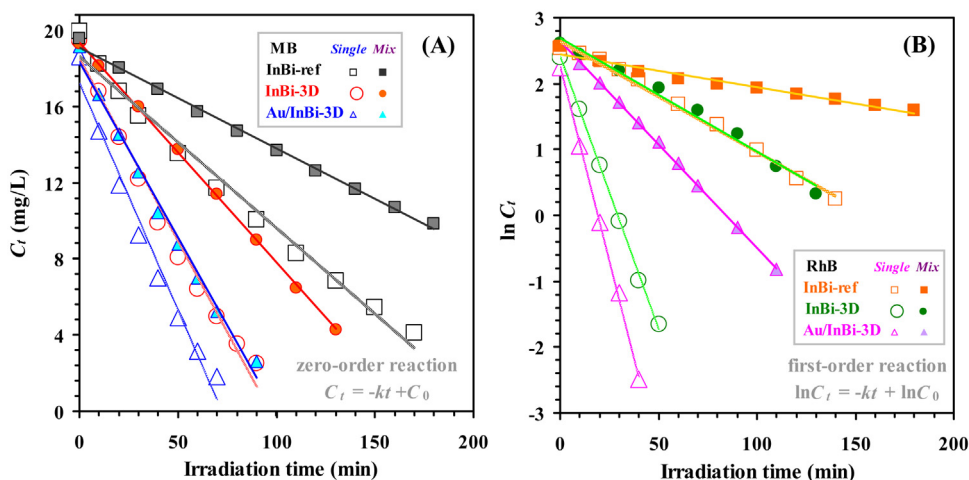 20
16
12
8
4
0
0
50
100
150
200
C_t (mg/L)
Irradiation time (min)
(A)
MB Single Mix
InBi-ref
InBi-3D
Au/InBi-3D
zero-order reaction
C_t = -kt +C_0
3
2
1
0
-1
-2
-3
0
50
100
150
200
ln C_t
Irradiation time (min)
(B)
RhB Single Mix
InBi-ref
InBi-3D
Au/InBi-3D
first-order reaction
lnC_t = -kt + lnC_0